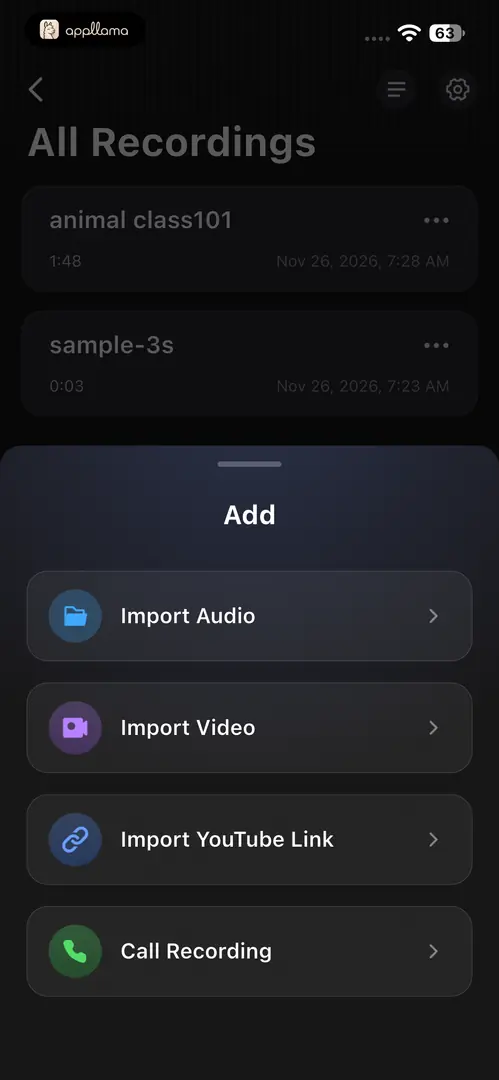 appllama
63
All Recordings
animal class101
1:48
Nov 26, 2026, 7:28 AM
sample-3s
0:03
Nov 26, 2026, 7:23 AM
Add
Import Audio
Import Video
Import YouTube Link
Call Recording